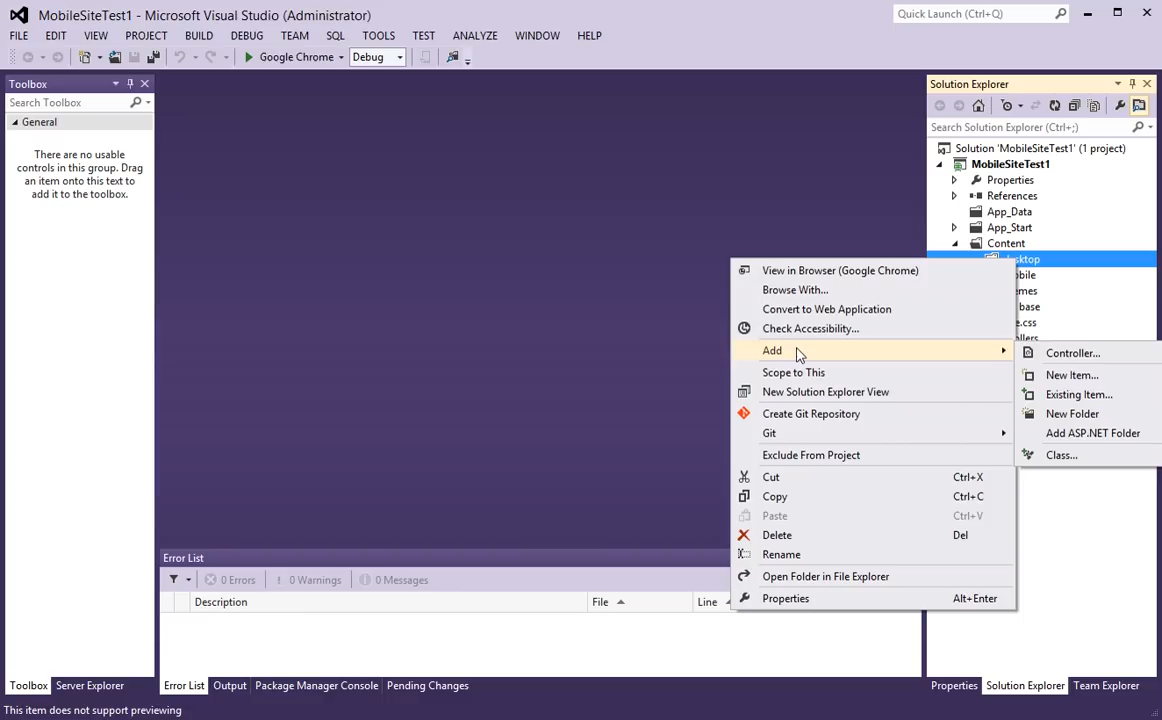 MobileSiteTest1 - Microsoft Visual Studio (Administrator)
Quick Launch (Ctrl+Q)
FILE EDIT VIEW PROJECT BUILD DEBUG TEAM SQL TOOLS TEST ANALYZE WINDOW HELP
Google Chrome Debug
Toolbox
Search Toolbox
General
There are no usable
controls in this group. Drag
an item onto this text to
add it to the toolbox.
Solution Explorer
Search Solution Explorer (Ctrl+;)
Solution 'MobileSiteTest1' (1 project)
MobileSiteTest1
Properties
References
App_Data
App_Start
Content
View in Browser (Google Chrome)
Browse With...
Convert to Web Application
Check Accessibility...
Add
Scope to This
New Solution Explorer View
Create Git Repository
Git
Exclude From Project
Cut Ctrl+X
Copy Ctrl+C
Paste Ctrl+V
Delete Del
Rename
Open Folder in File Explorer
Properties Alt+Enter
Controller...
New Item...
Existing Item...
New Folder
Add ASP.NET Folder
Class...
Error List
0 Errors 0 Warnings 0 Messages
Description File Line
Toolbox Server Explorer
Error List Output Package Manager Console Pending Changes
Properties Solution Explorer Team Explorer
This item does not support previewing